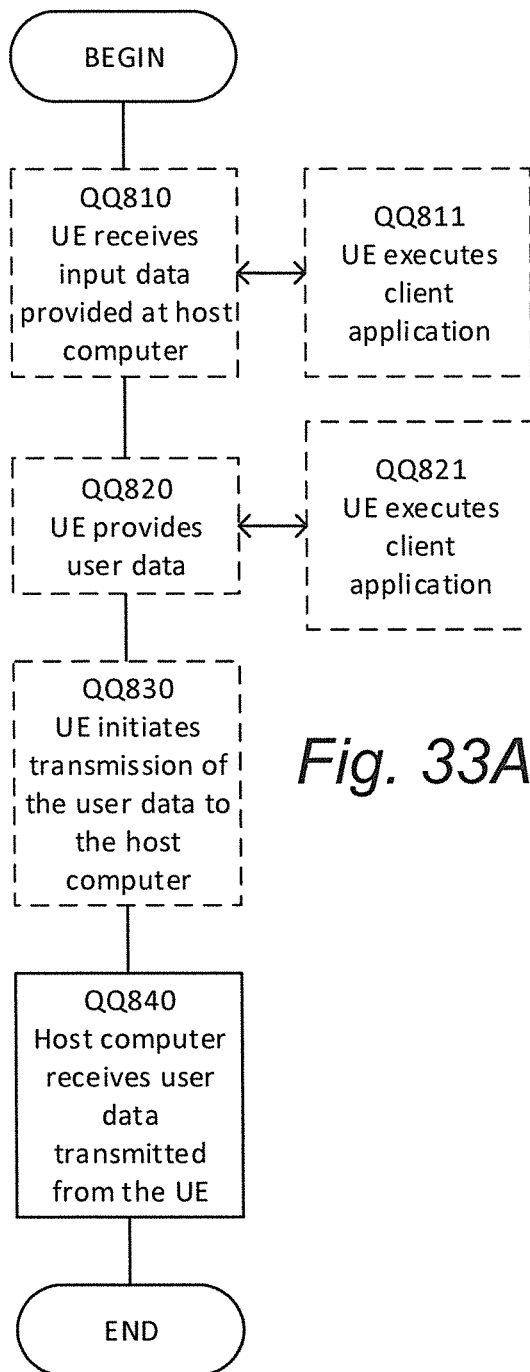 BEGIN
QQ810
UE receives
input data
provided at host
computer
QQ811
UE executes
client
application
QQ820
UE provides
user data
QQ821
UE executes
client
application
QQ830
UE initiates
transmission of
the user data to
the host
computer
Fig. 33A
QQ840
Host computer
receives user
data
transmitted
from the UE
END